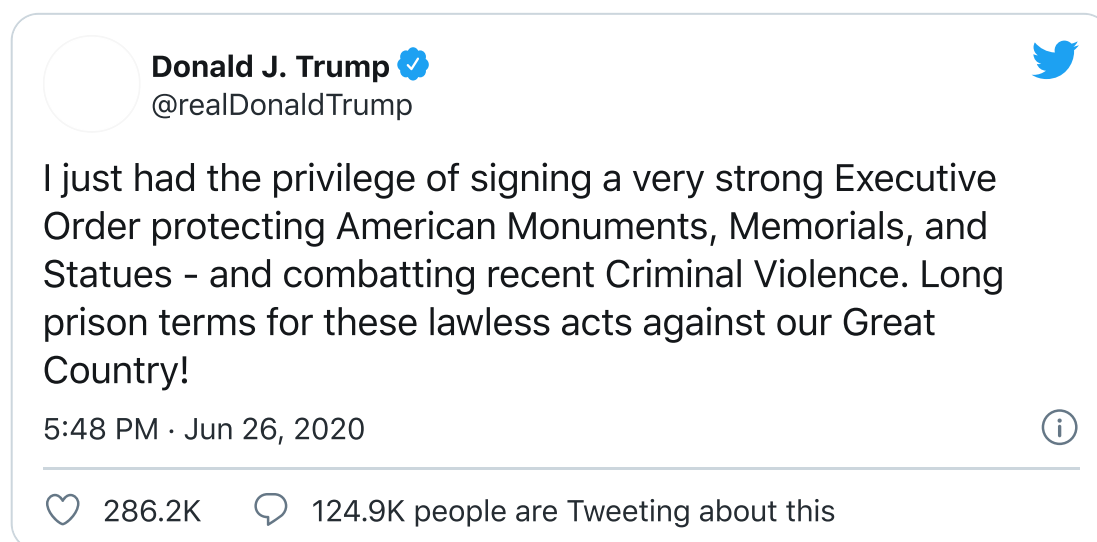 Donald J. Trump
@realDonaldTrump
I just had the privilege of signing a very strong Executive
Order protecting American Monuments, Memorials, and
Statues - and combatting recent Criminal Violence. Long
prison terms for these lawless acts against our Great
Country!
5:48 PM · Jun 26, 2020
286.2K 124.9K people are Tweeting about this